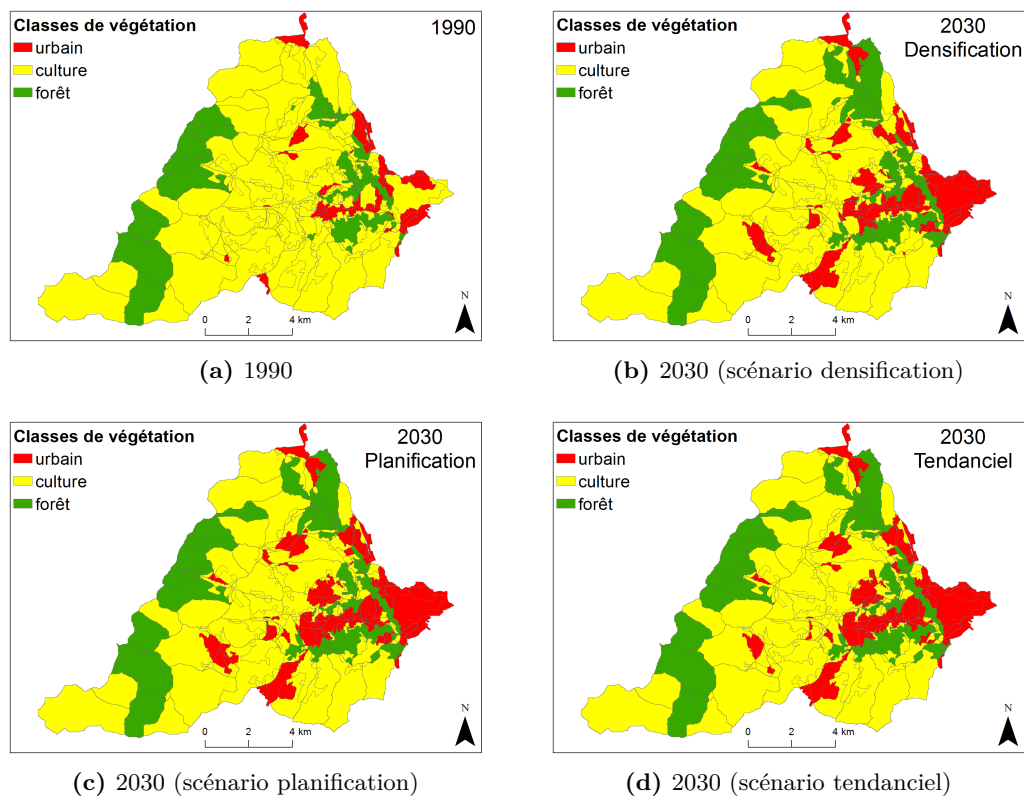 Classes de végétation
urbain
culture
forêt
1990
N
0 2 4 km
(a) 1990
Classes de végétation
urbain
culture
forêt
2030
Densification
N
0 2 4 km
(b) 2030 (scénario densification)
Classes de végétation
urbain
culture
forêt
2030
Planification
N
0 2 4 km
(c) 2030 (scénario planification)
Classes de végétation
urbain
culture
forêt
2030
Tendanciel
N
0 2 4 km
(d) 2030 (scénario tendanciel)